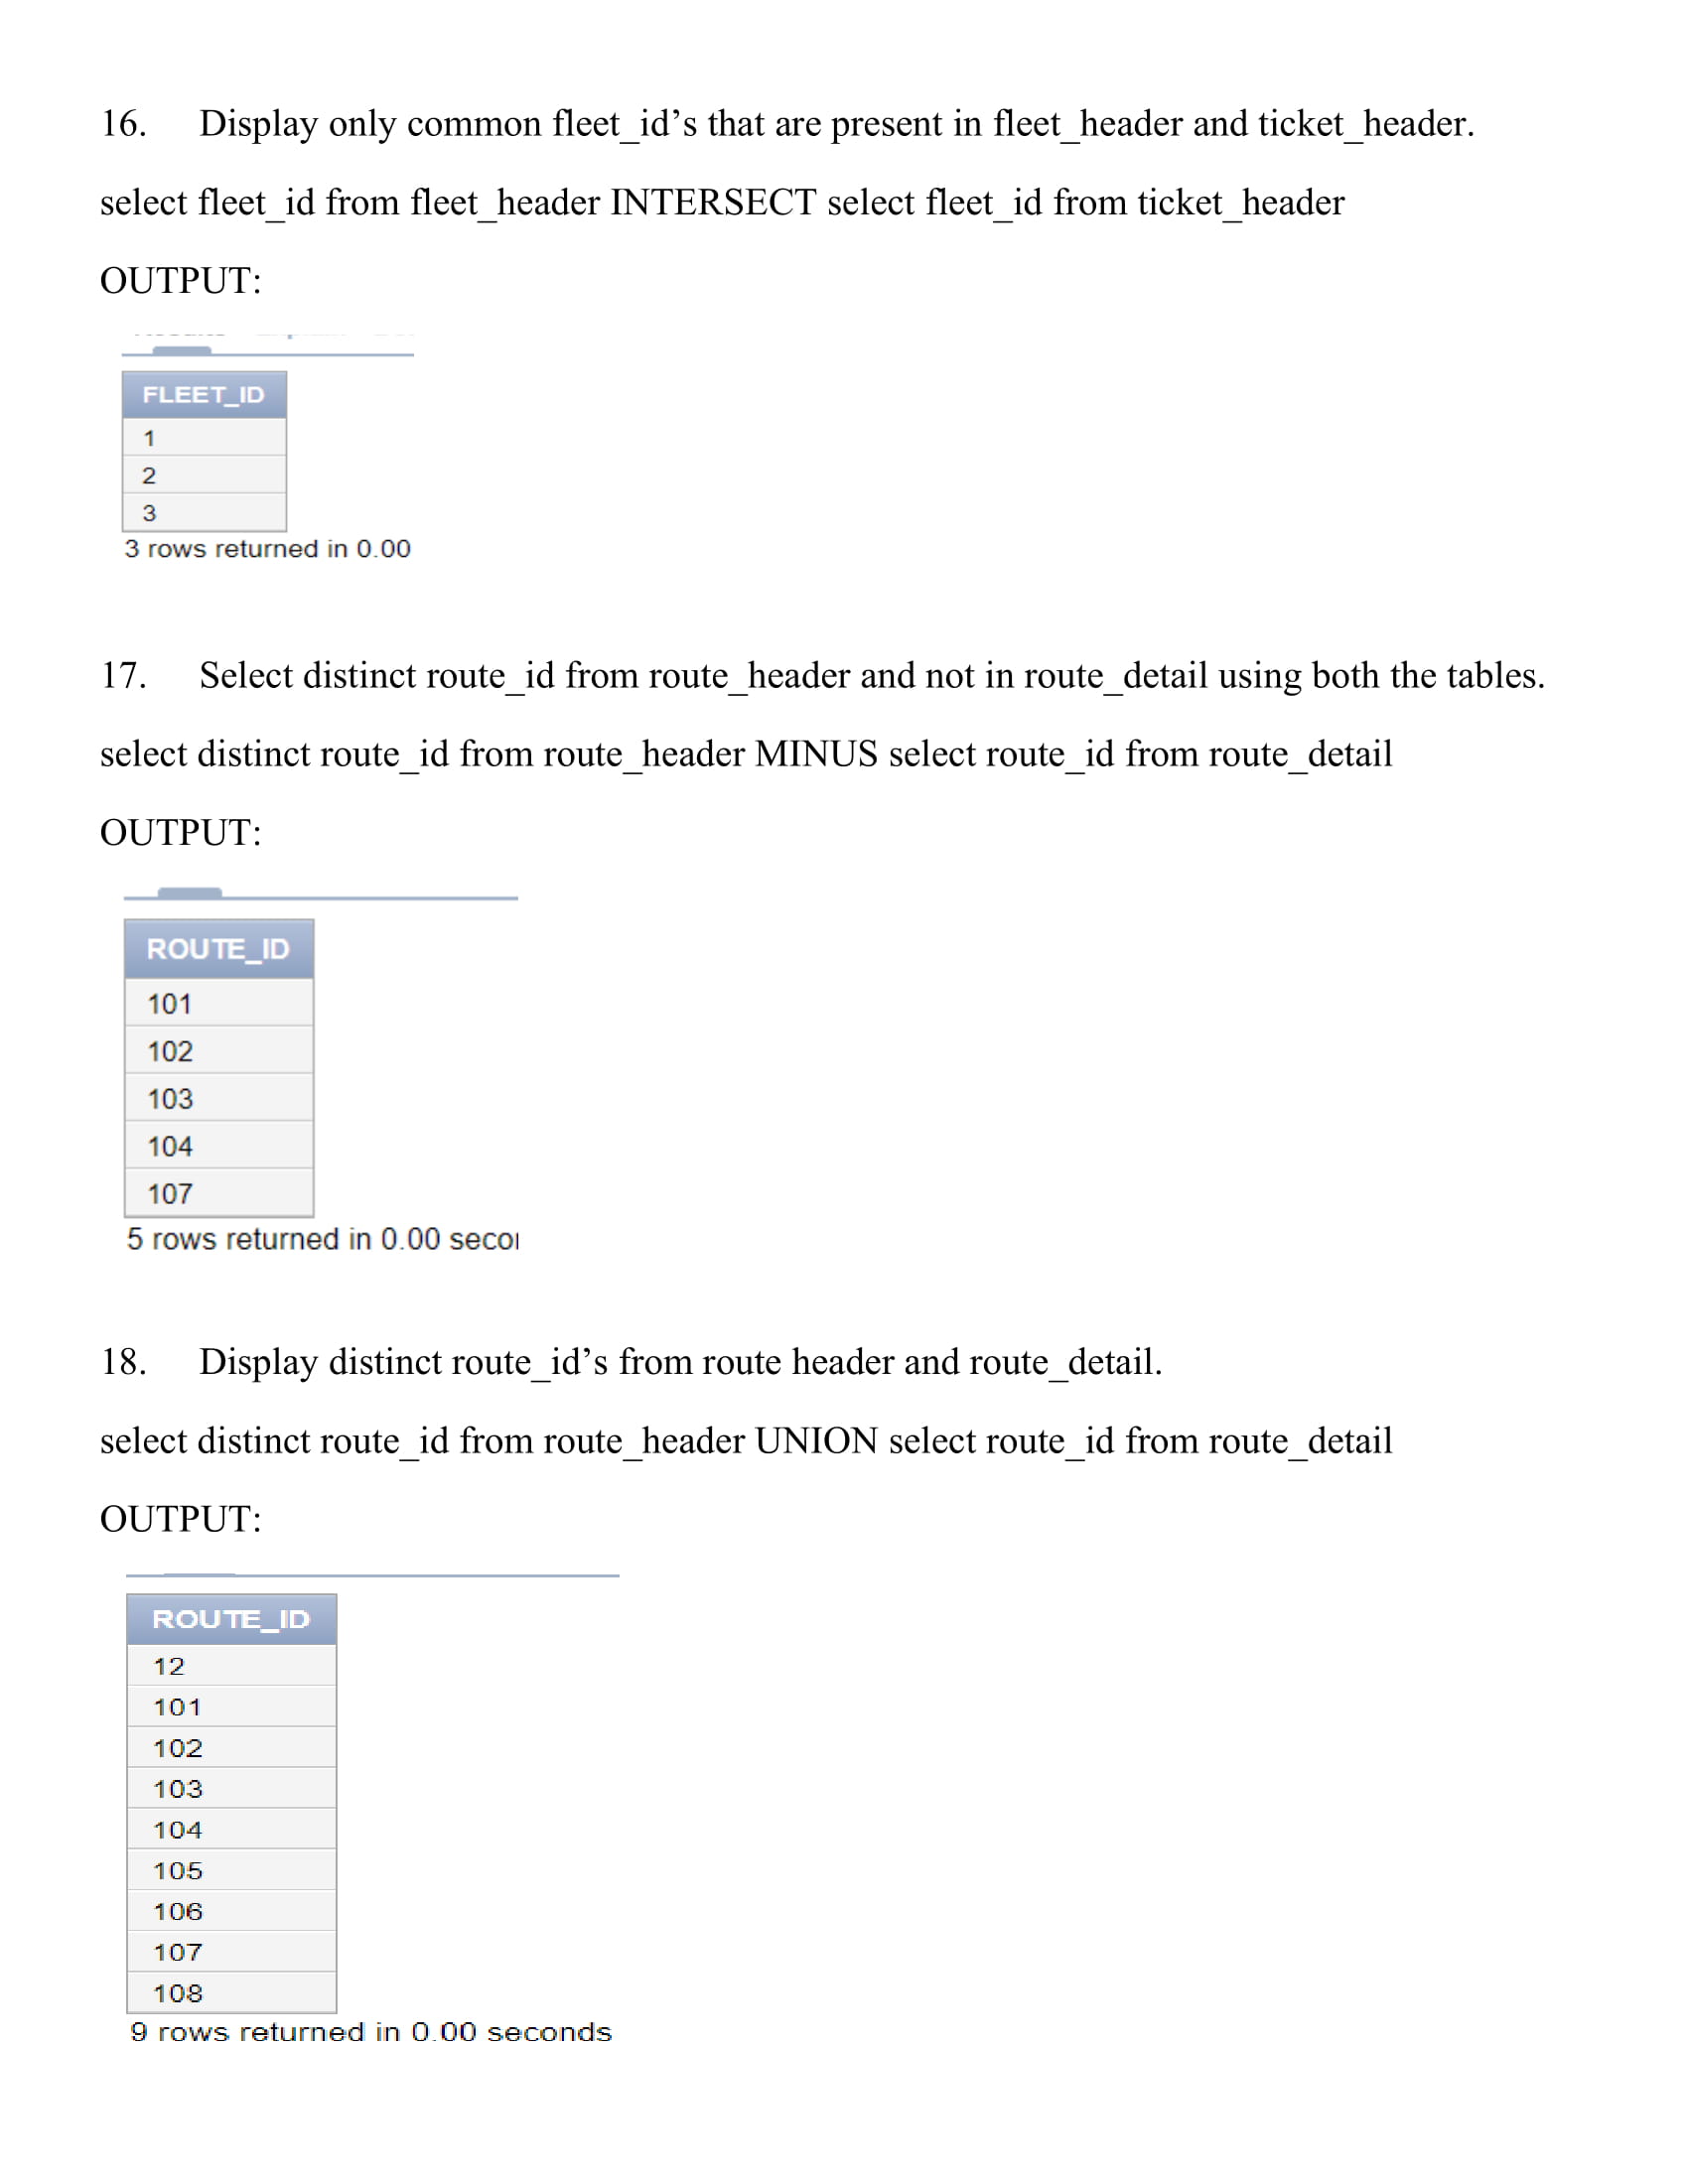 16. Display only common fleet_id’s that are present in fleet_header and ticket_header.
select fleet_id from fleet_header INTERSECT select fleet_id from ticket_header
OUTPUT:
FLEET_ID
1
2
3
3 rows returned in 0.00
17. Select distinct route_id from route_header and not in route_detail using both the tables.
select distinct route_id from route_header MINUS select route_id from route_detail
OUTPUT:
ROUTE_ID
101
102
103
104
107
5 rows returned in 0.00 seco
18. Display distinct route_id’s from route header and route_detail.
select distinct route_id from route_header UNION select route_id from route_detail
OUTPUT:
ROUTE_ID
12
101
102
103
104
105
106
107
108
9 rows returned in 0.00 seconds